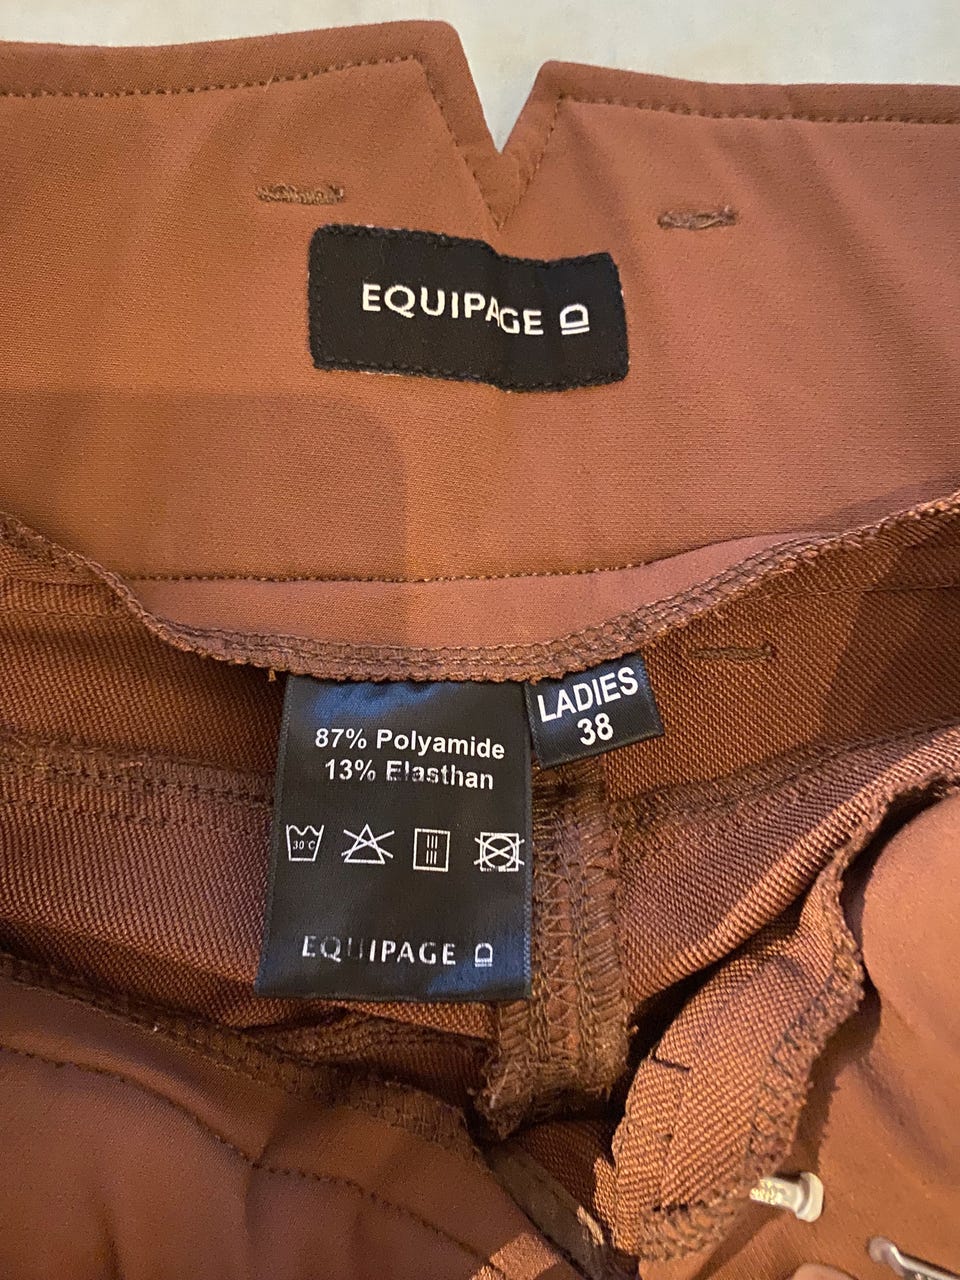 EQUIPAGE
LADIES
38
87% Polyamide
13% Elasthan
30°C
EQUIPAGE